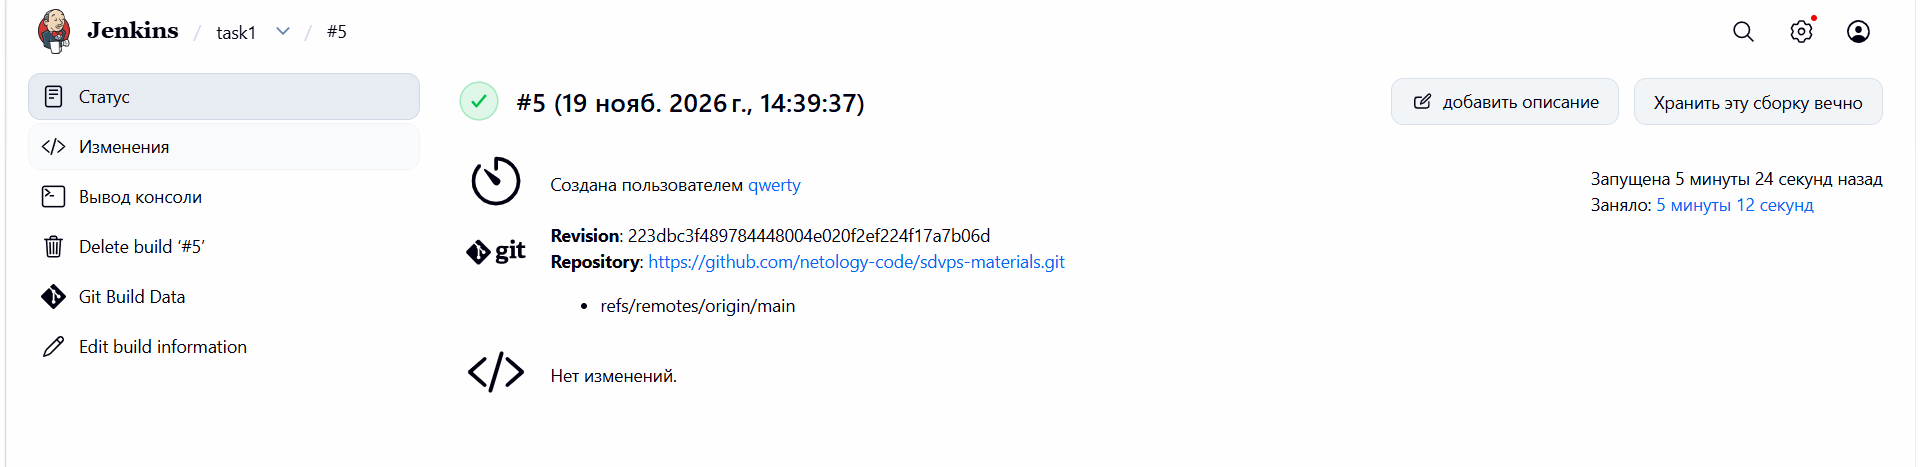 Jenkins / task1 / #5
Статус
Изменения
Вывод консоли
Delete build ‘#5’
Git Build Data
Edit build information
#5 (19 нояб. 2026 г., 14:39:37)
добавить описание
Хранить эту сборку вечно
Создана пользователем qwerty
Запущена 5 минуты 24 секунд назад
Заняло: 5 минуты 12 секунд
git
Revision: 223dbc3f489784448004e020f2ef224f17a7b06d
Repository: https://github.com/netology-code/sdvps-materials.git
• refs/remotes/origin/main
Нет изменений.